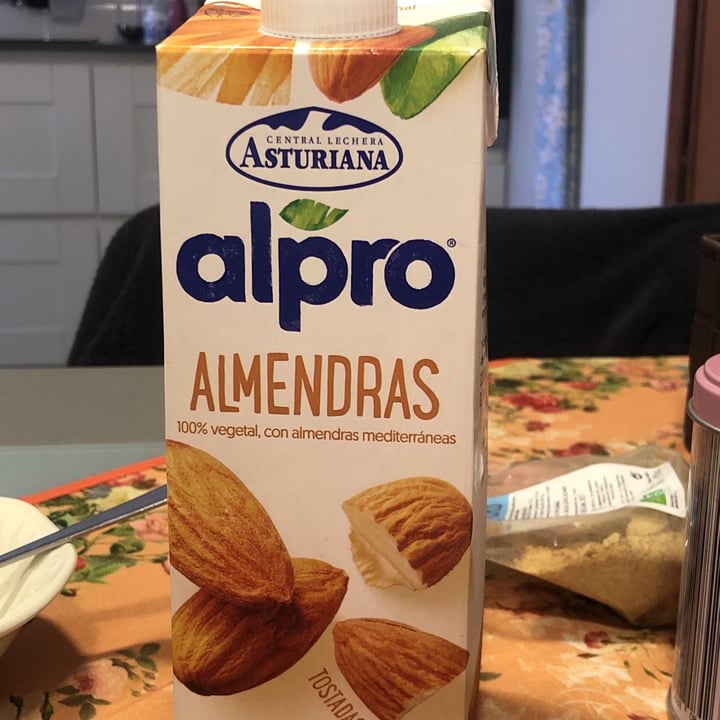 CENTRAL LECHERA
ASTURIANA
alpro®
ALMENDRAS
100% vegetal, con almendras mediterráneas